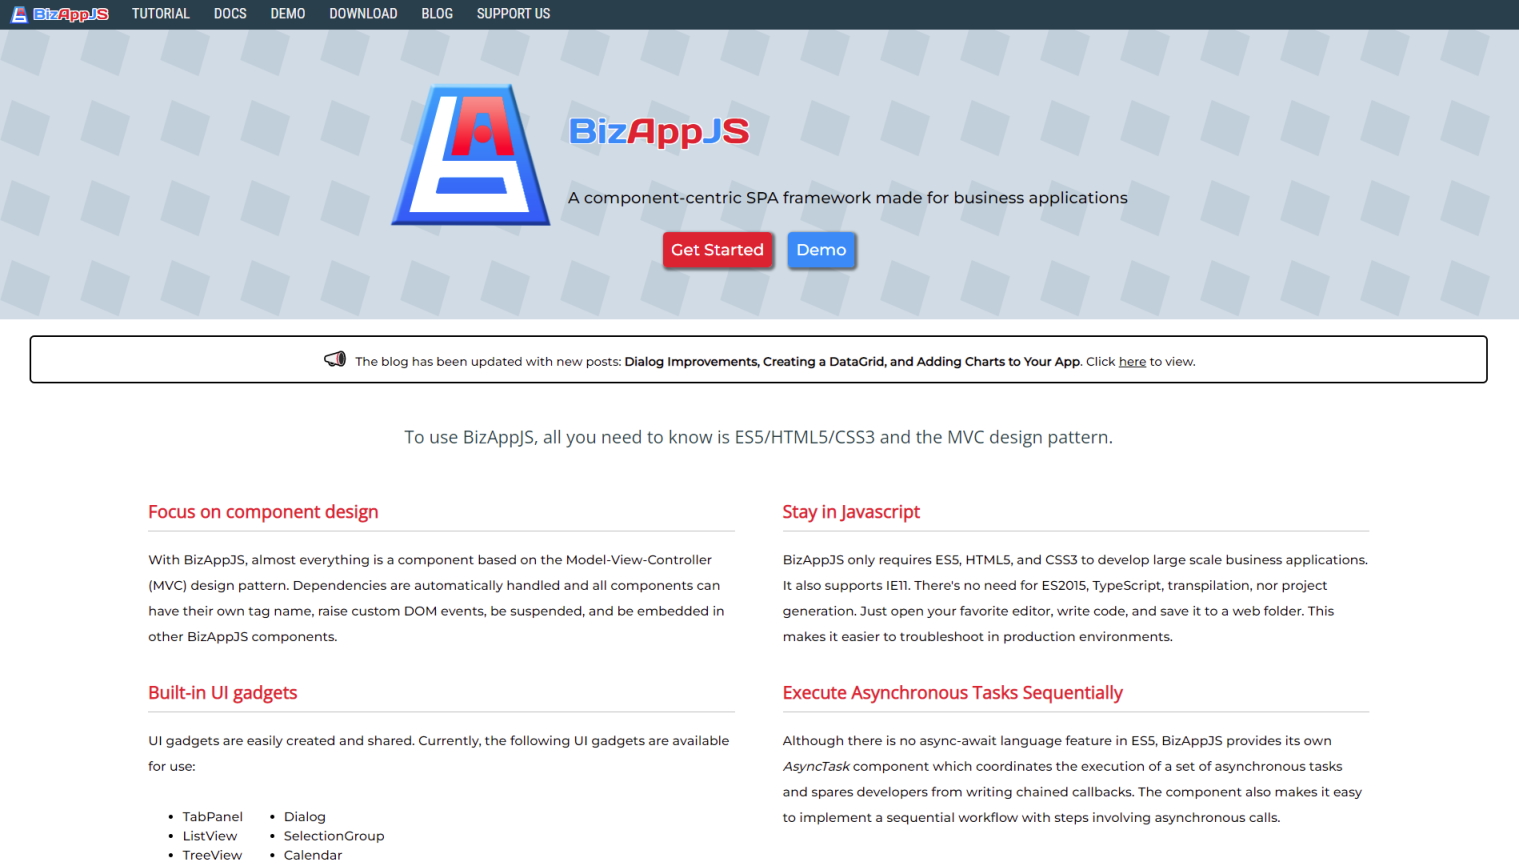 BizAppJS TUTORIAL DOCS DEMO DOWNLOAD BLOG SUPPORT US
BizAppJS
A component-centric SPA framework made for business applications
Get Started Demo
The blog has been updated with new posts: Dialog Improvements, Creating a DataGrid, and Adding Charts to Your App. Click here to view.
To use BizAppJS, all you need to know is ES5/HTML5/CSS3 and the MVC design pattern.
Focus on component design
With BizAppJS, almost everything is a component based on the Model-View-Controller
(MVC) design pattern. Dependencies are automatically handled and all components can
have their own tag name, raise custom DOM events, be suspended, and be embedded in
other BizAppJS components.
Stay in Javascript
BizAppJS only requires ES5, HTML5, and CSS3 to develop large scale business applications.
It also supports IE11. There's no need for ES2015, TypeScript, transpilation, nor project
generation. Just open your favorite editor, write code, and save it to a web folder. This
makes it easier to troubleshoot in production environments.
Built-in UI gadgets
UI gadgets are easily created and shared. Currently, the following UI gadgets are available
for use:
• TabPanel
• ListView
• TreeView
• Dialog
• SelectionGroup
• Calendar
Execute Asynchronous Tasks Sequentially
Although there is no async-await language feature in ES5, BizAppJS provides its own
AsyncTask component which coordinates the execution of a set of asynchronous tasks
and spares developers from writing chained callbacks. The component also makes it easy
to implement a sequential workflow with steps involving asynchronous calls.